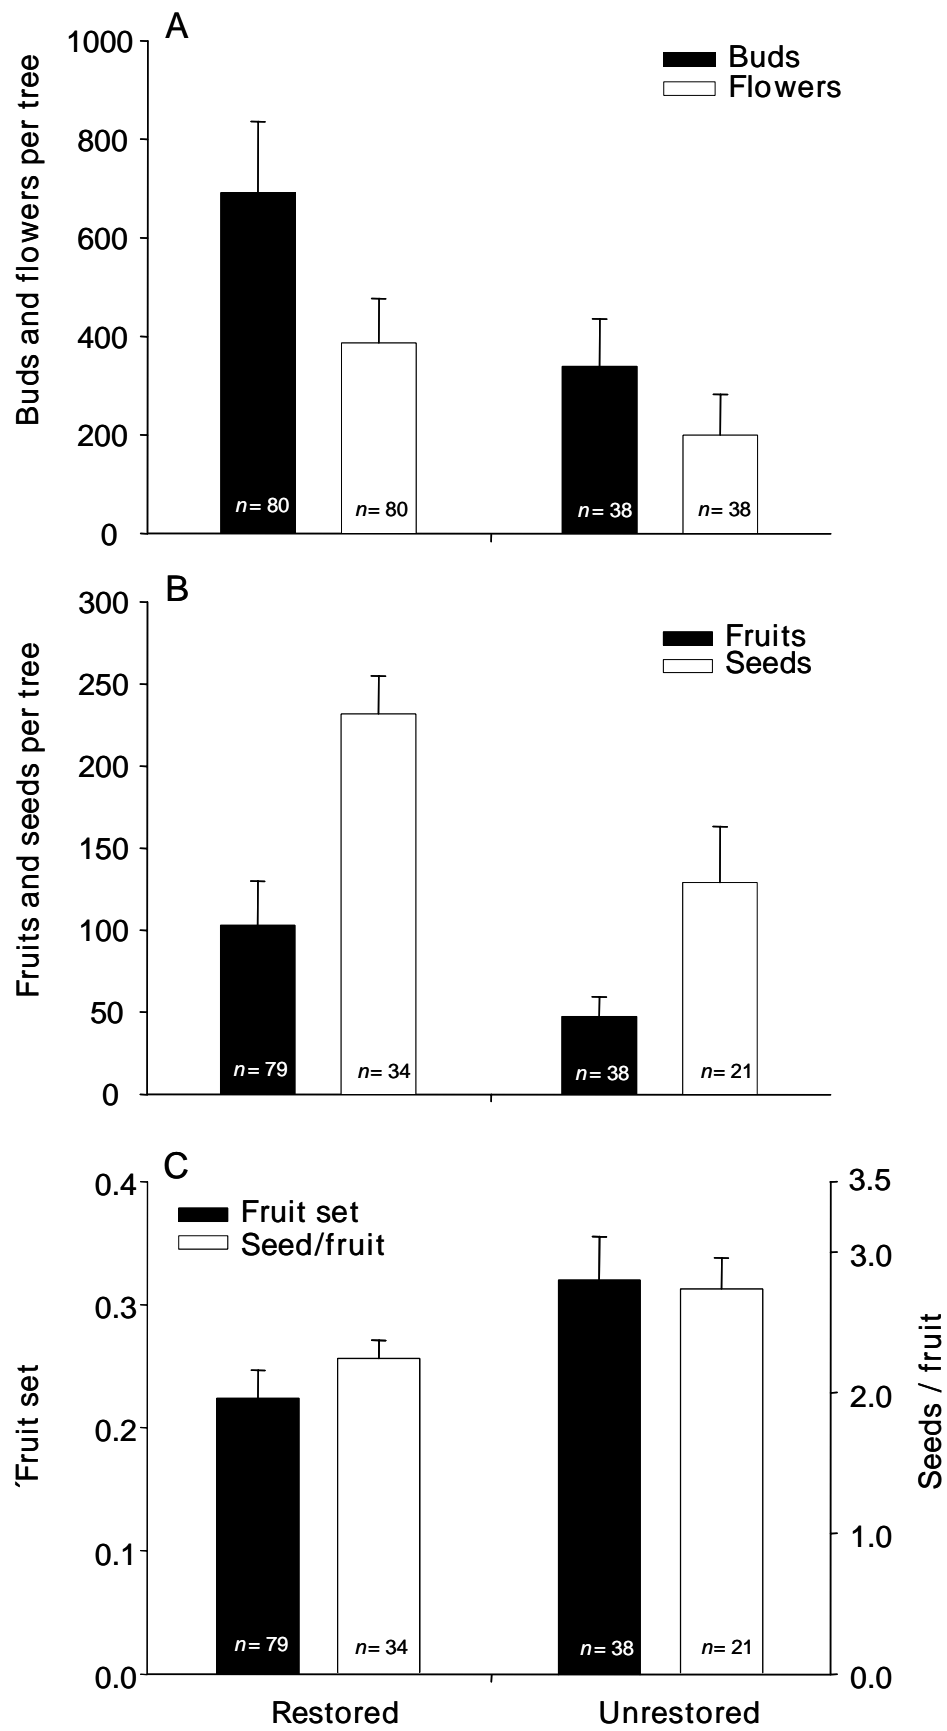 A
1000
800
600
400
200
0
Buds and flowers per tree
Buds
Flowers
n= 80
n= 80
n= 38
n= 38
B
300
250
200
150
100
50
0
Fruits and seeds per tree
Fruits
Seeds
n= 79
n= 34
n= 38
n= 21
C
0.4
0.3
0.2
0.1
0.0
´Fruit set
Fruit set
Seed/fruit
n= 79
n= 34
n= 38
n= 21
3.5
3.0
2.0
1.0
0.0
Seeds / fruit
Restored
Unrestored